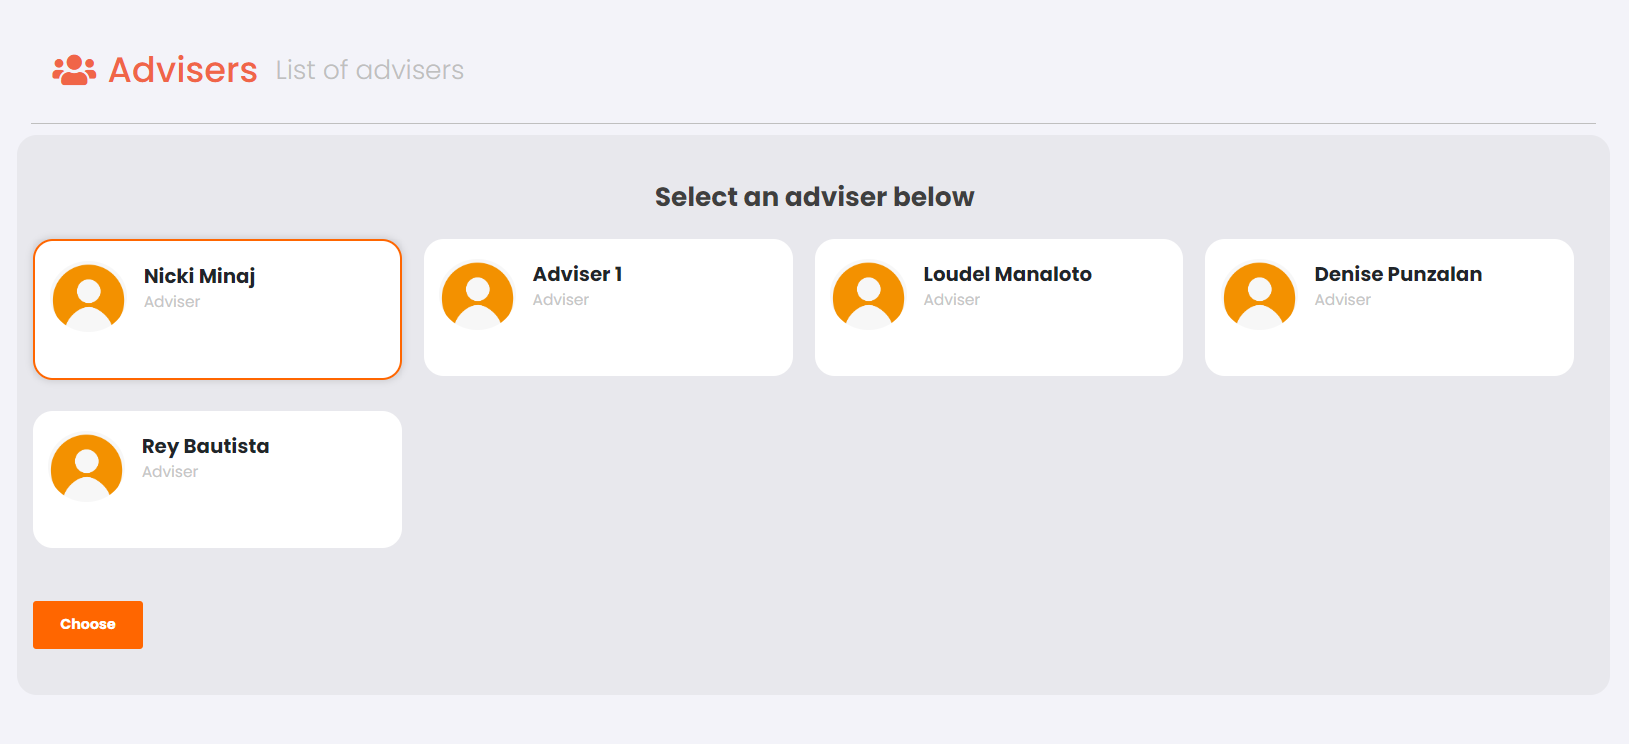 Advisers List of advisers
Select an adviser below
Nicki Minaj
Adviser
Adviser 1
Adviser
Loudel Manaloto
Adviser
Denise Punzalan
Adviser
Rey Bautista
Adviser
Choose